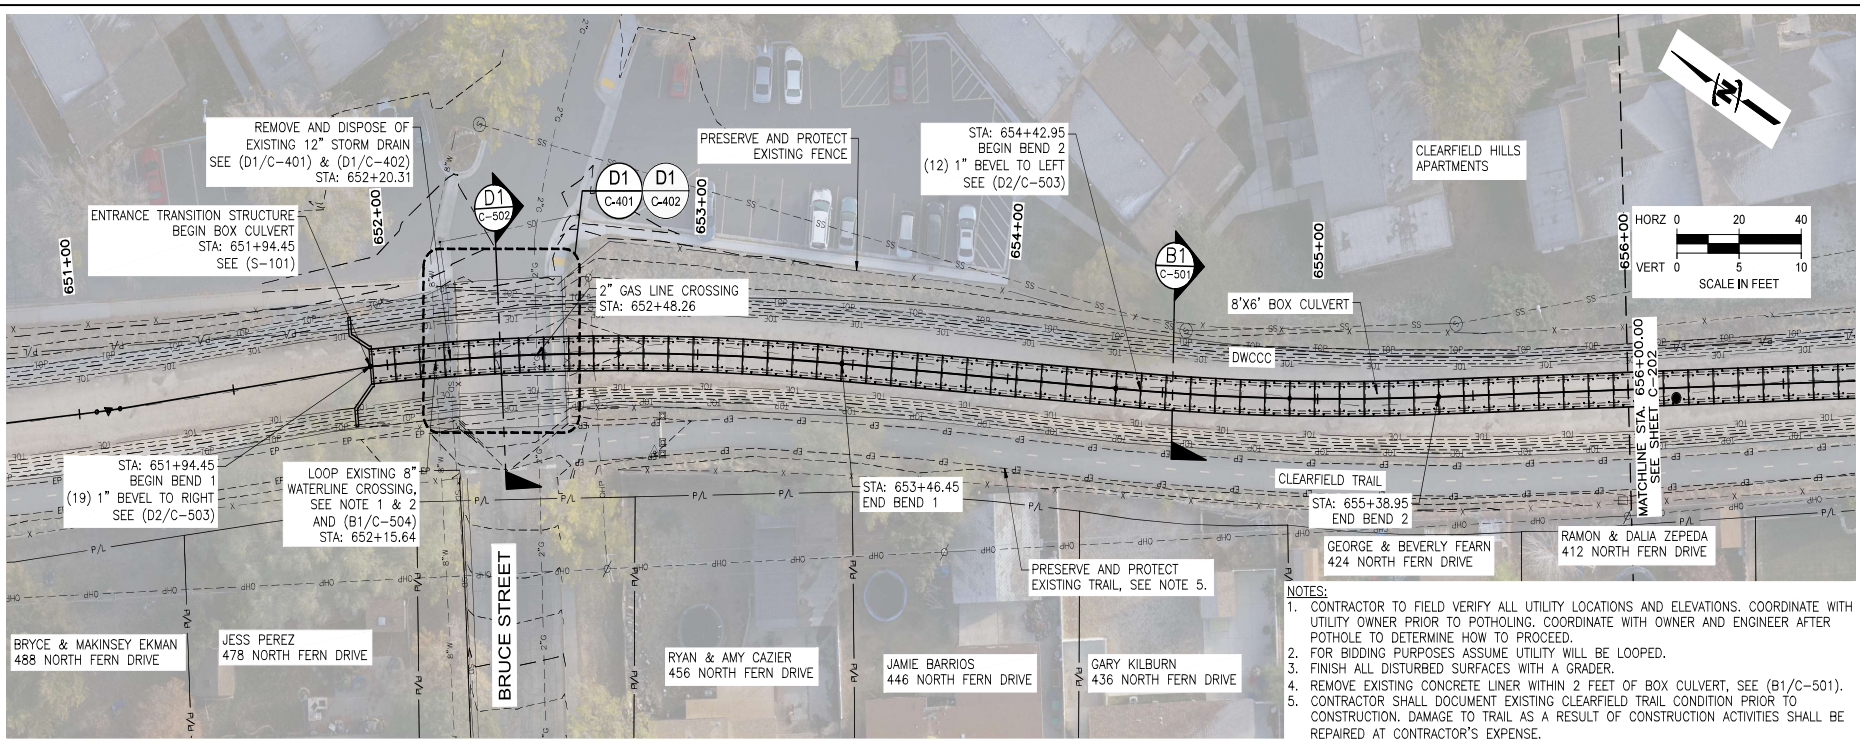 REMOVE AND DISPOSE OF
EXISTING 12" STORM DRAIN
SEE (D1/C-401) & (D1/C-402)
STA: 652+20.31
ENTRANCE TRANSITION STRUCTURE
BEGIN BOX CULVERT
STA: 651+94.45
SEE (S-101)
651+00
652+00
D1
C-502
D1
C-401
D1
C-402
653+00
PRESERVE AND PROTECT
EXISTING FENCE
STA: 654+42.95
BEGIN BEND 2
(12) 1" BEVEL TO LEFT
SEE (D2/C-503)
654+00
B1
C-501
655+00
CLEARFIELD HILLS
APARTMENTS
656+00
N
HORZ 0 20 40
VERT 0 5 10
SCALE IN FEET
2" GAS LINE CROSSING
STA: 652+48.26
8'X6' BOX CULVERT
DWCCC
MATCHLINE STA. 656+00.00
SEE SHEET C-202
STA: 651+94.45
BEGIN BEND 1
(19) 1" BEVEL TO RIGHT
SEE (D2/C-503)
LOOP EXISTING 8"
WATERLINE CROSSING,
SEE NOTE 1 & 2
AND (B1/C-504)
STA: 652+15.64
STA: 653+46.45
END BEND 1
CLEARFIELD TRAIL
STA: 655+38.95
END BEND 2
PRESERVE AND PROTECT
EXISTING TRAIL, SEE NOTE 5.
BRUCE STREET
BRYCE & MAKINSEY EKMAN
488 NORTH FERN DRIVE
JESS PEREZ
478 NORTH FERN DRIVE
RYAN & AMY CAZIER
456 NORTH FERN DRIVE
JAMIE BARRIOS
446 NORTH FERN DRIVE
GARY KILBURN
436 NORTH FERN DRIVE
GEORGE & BEVERLY FEARN
424 NORTH FERN DRIVE
RAMON & DALIA ZEPEDA
412 NORTH FERN DRIVE
NOTES:
1. CONTRACTOR TO FIELD VERIFY ALL UTILITY LOCATIONS AND ELEVATIONS. COORDINATE WITH
UTILITY OWNER PRIOR TO POTHOLING. COORDINATE WITH OWNER AND ENGINEER AFTER
POTHOLE TO DETERMINE HOW TO PROCEED.
2. FOR BIDDING PURPOSES ASSUME UTILITY WILL BE LOOPED.
3. FINISH ALL DISTURBED SURFACES WITH A GRADER.
4. REMOVE EXISTING CONCRETE LINER WITHIN 2 FEET OF BOX CULVERT, SEE (B1/C-501).
5. CONTRACTOR SHALL DOCUMENT EXISTING CLEARFIELD TRAIL CONDITION PRIOR TO
CONSTRUCTION. DAMAGE TO TRAIL AS A RESULT OF CONSTRUCTION ACTIVITIES SHALL BE
REPAIRED AT CONTRACTOR'S EXPENSE.